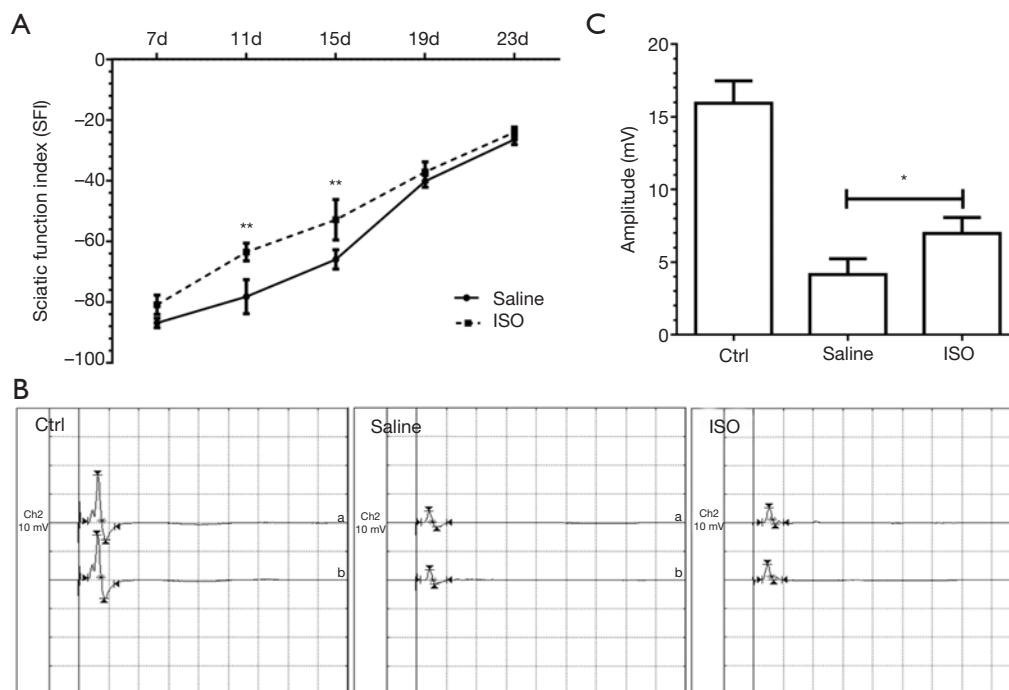 A
7d 11d 15d 19d 23d
0
–20
–40
–60
–80
–100
Sciatic function index (SFI)
**
**
Saline
ISO
C
20
15
10
5
0
Amplitude (mV)
*
Ctrl Saline ISO
B
Ctrl
Ch2
10 mV
a
b
Saline
Ch2
10 mV
a
b
ISO
Ch2
10 mV